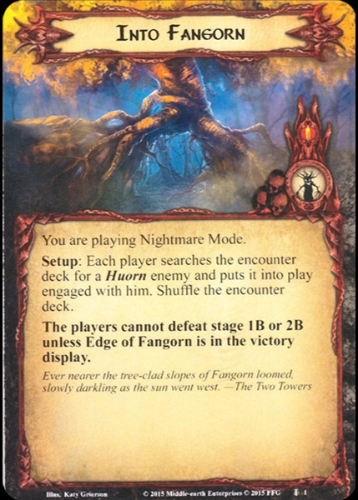 INTO FANGORN
You are playing Nightmare Mode.
Setup: Each player searches the encounter
deck for a Huorn enemy and puts it into play
engaged with him. Shuffle the encounter
deck.
The players cannot defeat stage 1B or 2B
unless Edge of Fangorn is in the victory
display.
Ever nearer the tree-clad slopes of Fangorn loomed,
slowly darkling as the sun went west. —The Two Towers
Illus. Katy Grierson © 2015 Middle-earth Enterprises © 2015 FFG 1